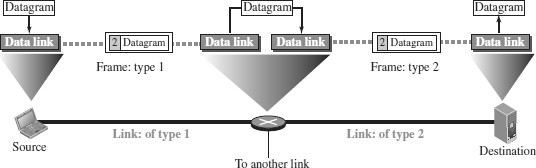 Datagram Datagram Datagram
Data link 2 Datagram Data link Data link 2 Datagram Data link
Frame: type 1 Frame: type 2
Source Link: of type 1 Link: of type 2 Destination
To another link